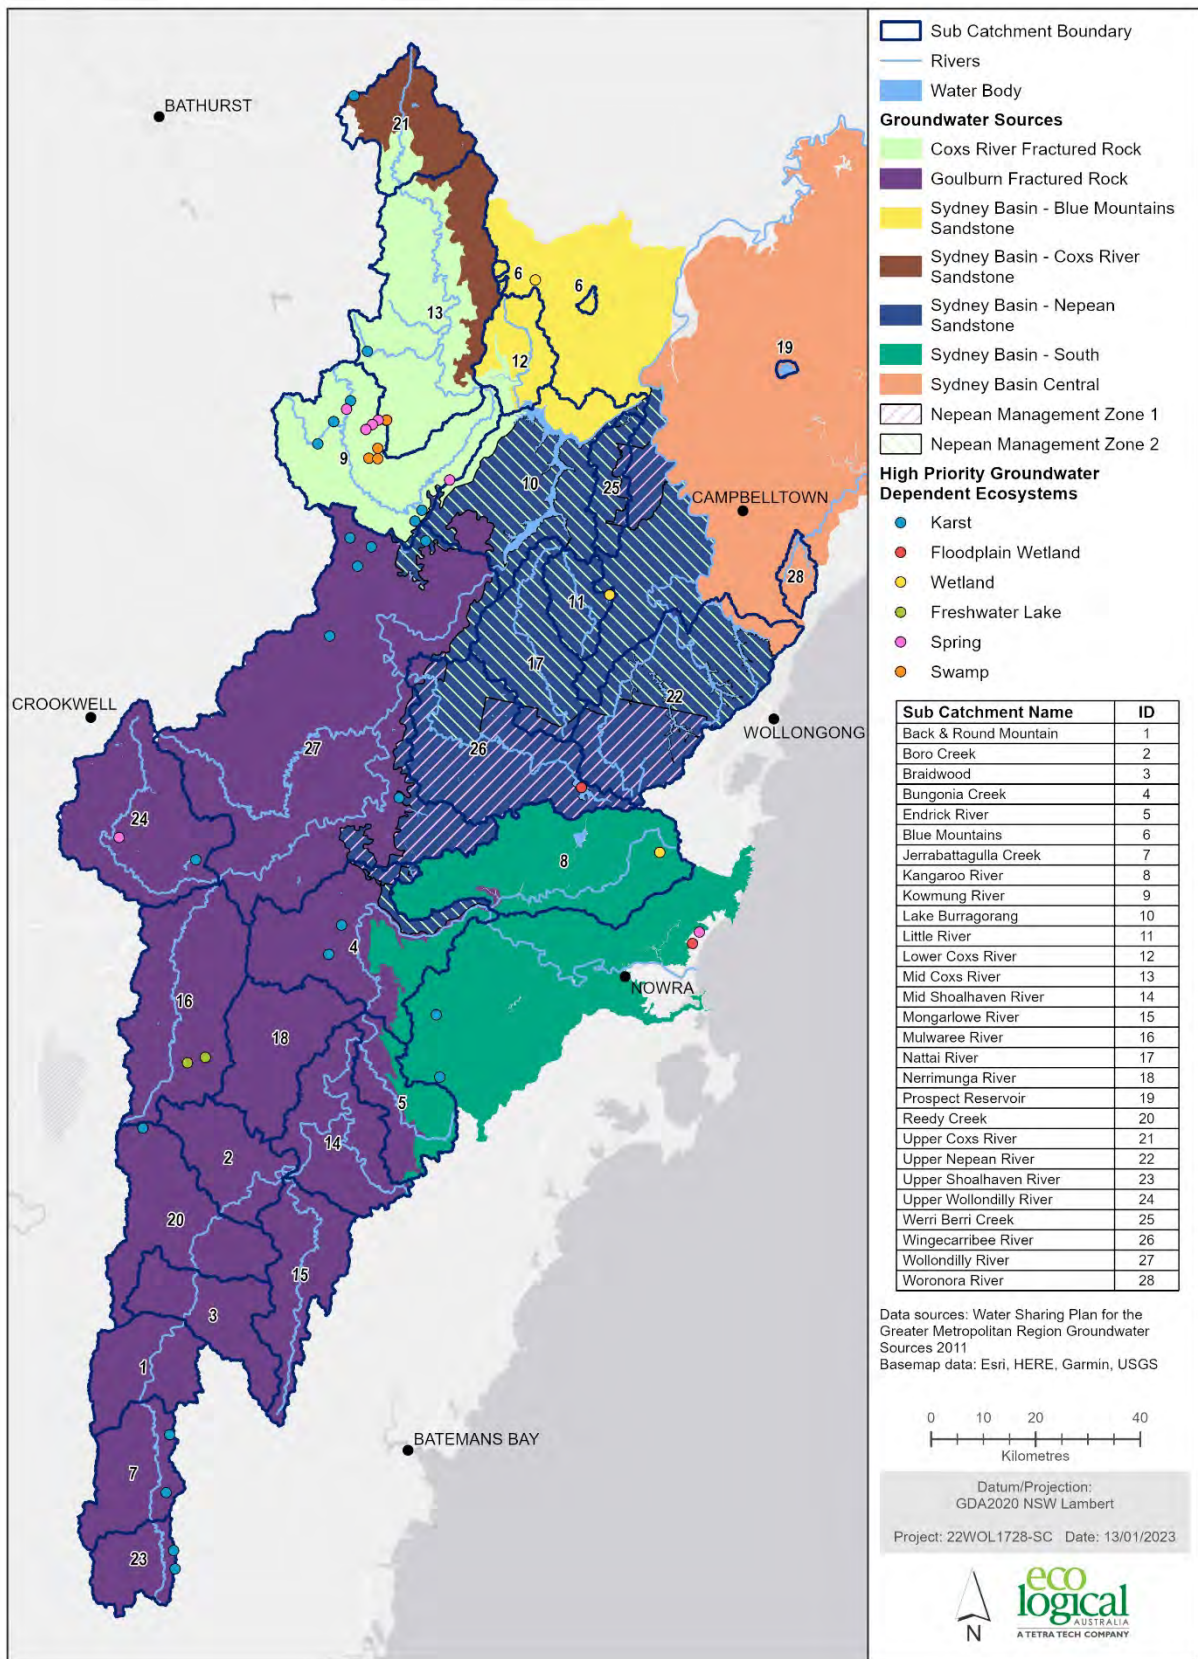 BATHURST
21
13
6
6
12
19
9
10
25
CAMPBELLTOWN
28
11
17
22
CROOKWELL
27
26
WOLLONGONG
24
8
4
NOWRA
16
18
5
14
2
20
15
3
1
BATEMANS BAY
7
23
Sub Catchment Boundary
Rivers
Water Body
Groundwater Sources
Coxs River Fractured Rock
Goulburn Fractured Rock
Sydney Basin - Blue Mountains
Sandstone
Sydney Basin - Coxs River
Sandstone
Sydney Basin - Nepean
Sandstone
Sydney Basin - South
Sydney Basin Central
Nepean Management Zone 1
Nepean Management Zone 2
High Priority Groundwater
Dependent Ecosystems
Karst
Floodplain Wetland
Wetland
Freshwater Lake
Spring
Swamp
Sub Catchment Name ID
Back & Round Mountain 1
Boro Creek 2
Braidwood 3
Bungonia Creek 4
Endrick River 5
Blue Mountains 6
Jerrabattagulla Creek 7
Kangaroo River 8
Kowmung River 9
Lake Burragorang 10
Little River 11
Lower Coxs River 12
Mid Coxs River 13
Mid Shoalhaven River 14
Mongarlowe River 15
Mulwaree River 16
Nattai River 17
Nerrimunga River 18
Prospect Reservoir 19
Reedy Creek 20
Upper Coxs River 21
Upper Nepean River 22
Upper Shoalhaven River 23
Upper Wollondilly River 24
Werri Berri Creek 25
Wingecarribee River 26
Wollondilly River 27
Woronora River 28
Data sources: Water Sharing Plan for the
Greater Metropolitan Region Groundwater
Sources 2011
Basemap data: Esri, HERE, Garmin, USGS
0 10 20 40
Kilometres
Datum/Projection:
GDA2020 NSW Lambert
Project: 22WOL1728-SC Date: 13/01/2023
N
eco
logical
AUSTRALIA
A TETRA TECH COMPANY